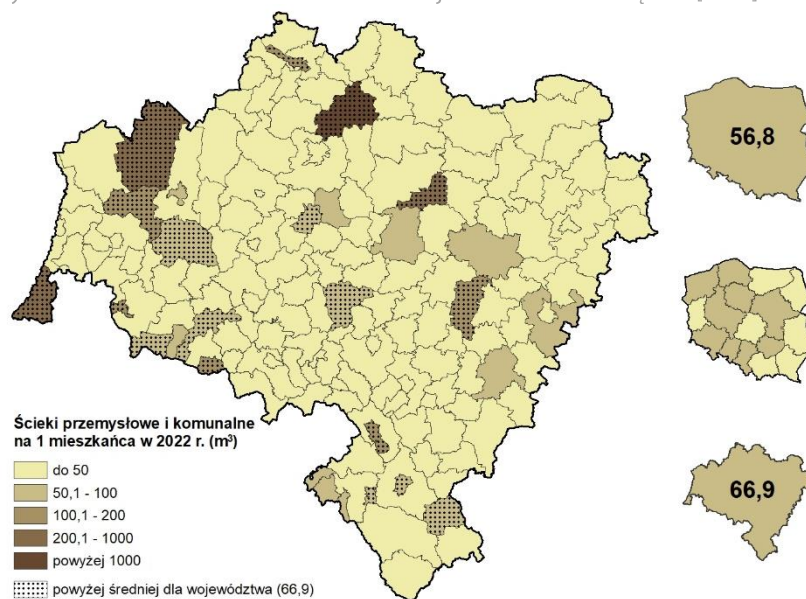 56,8
66,9
Ścieki przemysłowe i komunalne
na 1 mieszkańca w 2022 r. (m³)
do 50
50,1 - 100
100,1 - 200
200,1 - 1000
powyżej 1000
powyżej średniej dla województwa (66,9)